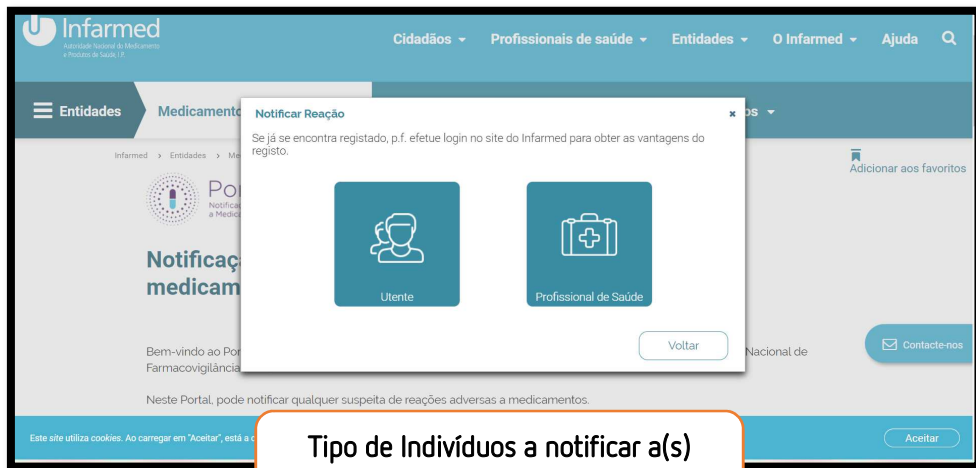 Infarmed
Autoridade Nacional do Medicamento
e Produtos de Saúde, I.P.
Cidadãos
Profissionais de saúde
Entidades
O Infarmed
Ajuda
Entidades
Medicamento
os
Infarmed > Entidades > Me
Adicionar aos favoritos
Por
Notificaç
a Medica
Notificar Reação
Se já se encontra registado, p.f. efetue login no site do Infarmed para obter as vantagens do
registo.
Utente
Profissional de Saúde
Voltar
Notificaç
medicam
Bem-vindo ao Por
Nacional de
Farmacovigilância
Contacte-nos
Neste Portal, pode notificar qualquer suspeita de reações adversas a medicamentos.
Este site utiliza cookies. Ao carregar em "Aceitar", está a c
Aceitar
Tipo de Indivíduos a notificar a(s)